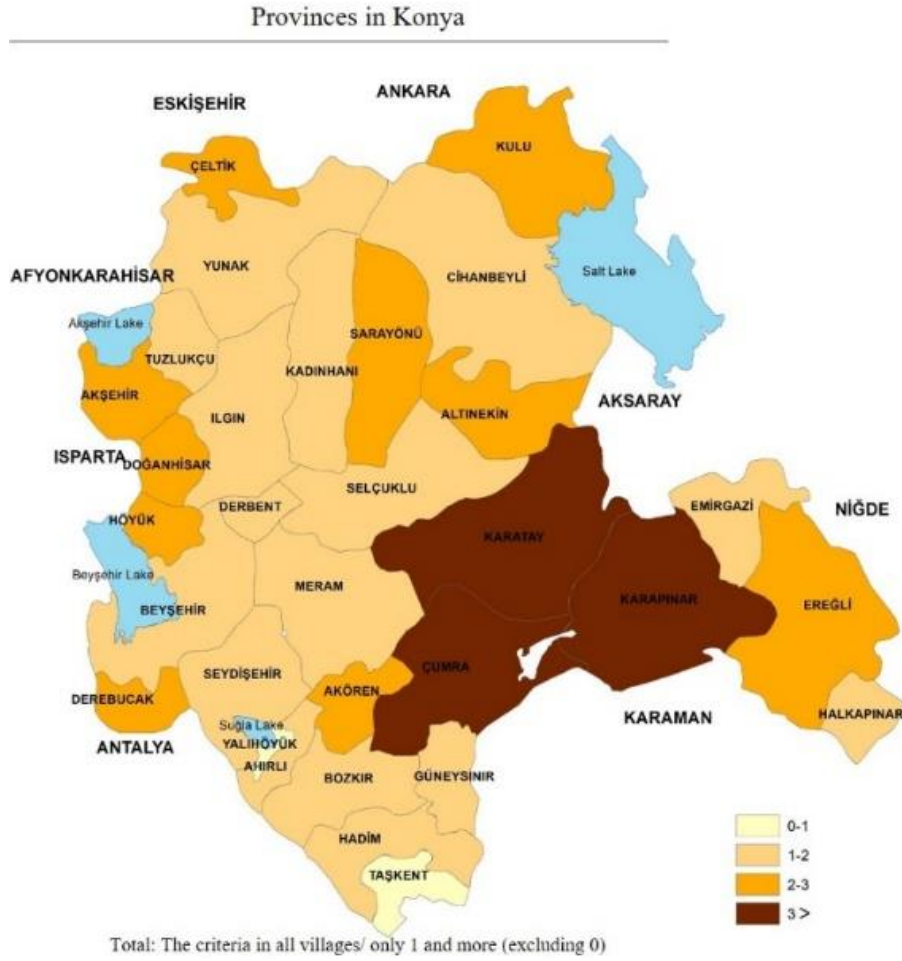 Provinces in Konya
ESKİŞEHİR
ANKARA
KULU
ÇELTİK
YUNAK
CİHANBEYLİ
Salt Lake
AFYONKARAHİSAR
Akşehir Lake
SARAYÖNÜ
TUZLUKÇU
KADINHANI
AKŞEHİR
AKSARAY
ALTINEKİN
ILGIN
ISPARTA
DOĞANHİSAR
SELÇUKLU
DERBENT
EMİRGAZİ
NİĞDE
HÖYÜK
KARATAY
Beyşehir Lake
MERAM
KARAPINAR
BEYŞEHİR
EREĞLİ
SEYDİŞEHİR
ÇUMRA
AKÖREN
DEREBUCAK
HALKAPINAR
KARAMAN
Suğla Lake
YALIHÖYÜK
ANTALYA
AHIRLI
BOZKIR
GÜNEYSINIR
0-1
HADİM
1-2
TAŞKENT
2-3
3 >
Total: The criteria in all villages/ only 1 and more (excluding 0)